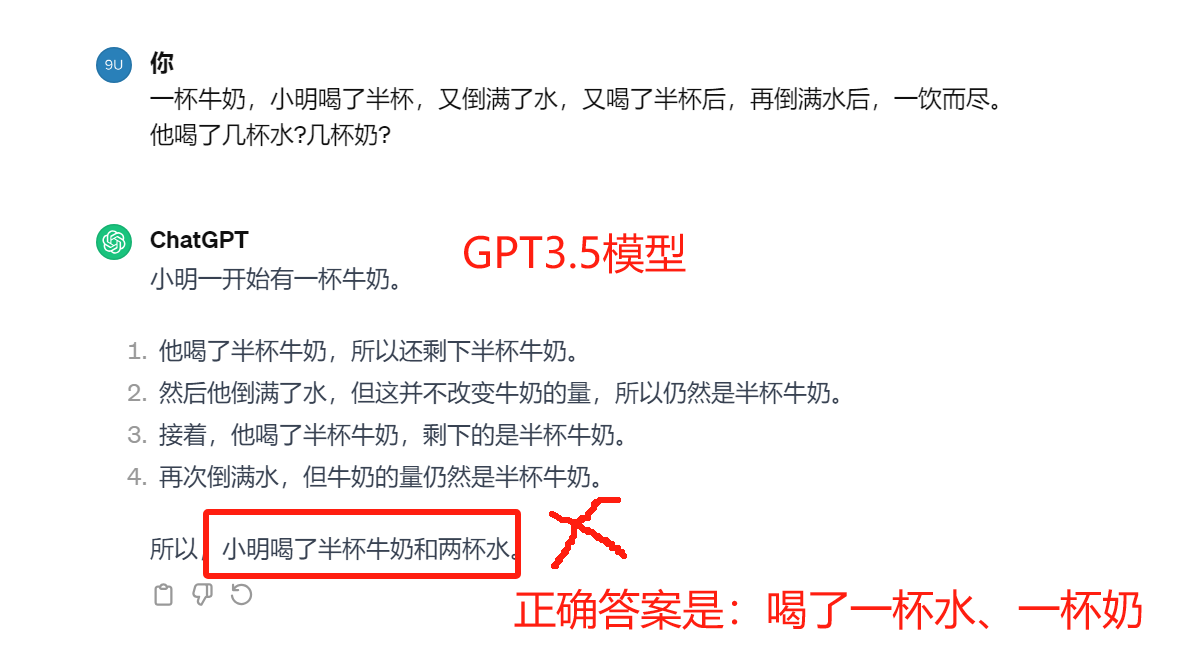 9U
你
一杯牛奶，小明喝了半杯，又倒满了水，又喝了半杯后，再倒满水后，一饮而尽。
他喝了几杯水?几杯奶?
ChatGPT
GPT3.5模型
小明一开始有一杯牛奶。
1. 他喝了半杯牛奶，所以还剩下半杯牛奶。
2. 然后他倒满了水，但这并不改变牛奶的量，所以仍然是半杯牛奶。
3. 接着，他喝了半杯牛奶，剩下的是半杯牛奶。
4. 再次倒满水，但牛奶的量仍然是半杯牛奶。
所以，小明喝了半杯牛奶和两杯水。
正确答案是：喝了一杯水、一杯奶